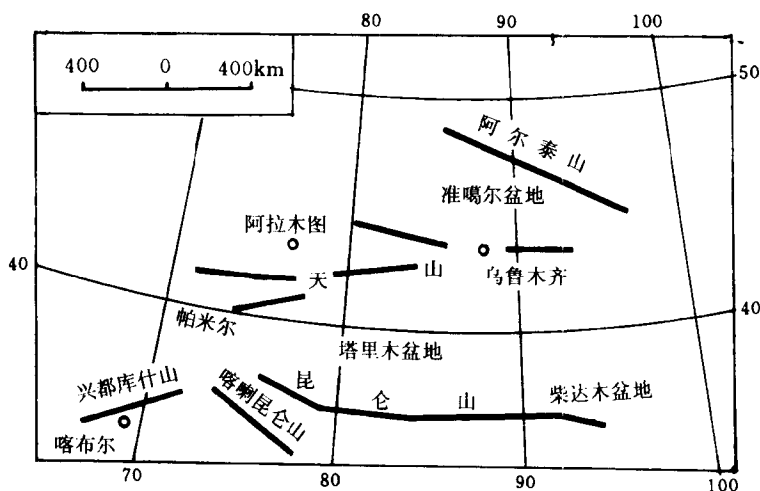 80 90 100
400 0 400km
50
阿尔泰山
准噶尔盆地
阿拉木图
天山
乌鲁木齐
40
40
帕米尔
塔里木盆地
兴都库什山
喀喇昆仑山
昆仑山
柴达木盆地
喀布尔
70 80 90 100